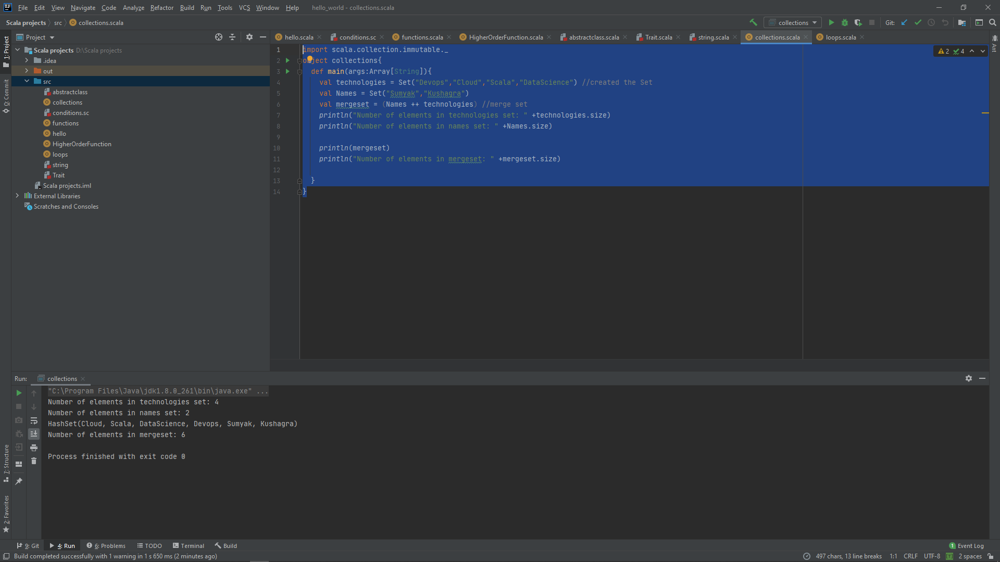 File Edit View Navigate Code Analyze Refactor Build Run Tools VCS Window Help hello_world - collections.scala
Scala projects src collections.scala collections Git:
Project hello.scala conditions.sc functions.scala HigherOrderFunction.scala abstractclass.scala Trait.scala string.scala collections.scala loops.scala
1: Project
0: Commit
7: Structure
2: Favorites
Ant
Scala projects D:\Scala projects
.idea
out
src
abstractclass
collections
conditions.sc
functions
hello
HigherOrderFunction
loops
string
Trait
Scala projects.iml
External Libraries
Scratches and Consoles
1 import scala.collection.immutable._
2 object collections{
3 def main(args:Array[String]){
4 val technologies = Set("Devops","Cloud","Scala","DataScience") //created the Set
5 val Names = Set("Sumyak","Kushagra")
6 val mergeset = (Names ++ technologies) //merge set
7 println("Number of elements in technologies set: " +technologies.size)
8 println("Number of elements in names set: " +Names.size)
9
10 println(mergeset)
11 println("Number of elements in mergeset: " +mergeset.size)
12
13 }
14 }
2 4
Run: collections
"C:\Program Files\Java\jdk1.8.0_261\bin\java.exe" ...
Number of elements in technologies set: 4
Number of elements in names set: 2
HashSet(Cloud, Scala, DataScience, Devops, Sumyak, Kushagra)
Number of elements in mergeset: 6
Process finished with exit code 0
9: Git 4: Run 6: Problems TODO Terminal Build 1 Event Log
Build completed successfully with 1 warning in 1 s 650 ms (2 minutes ago) 497 chars, 13 line breaks 1:1 CRLF UTF-8 [T] 2 spaces